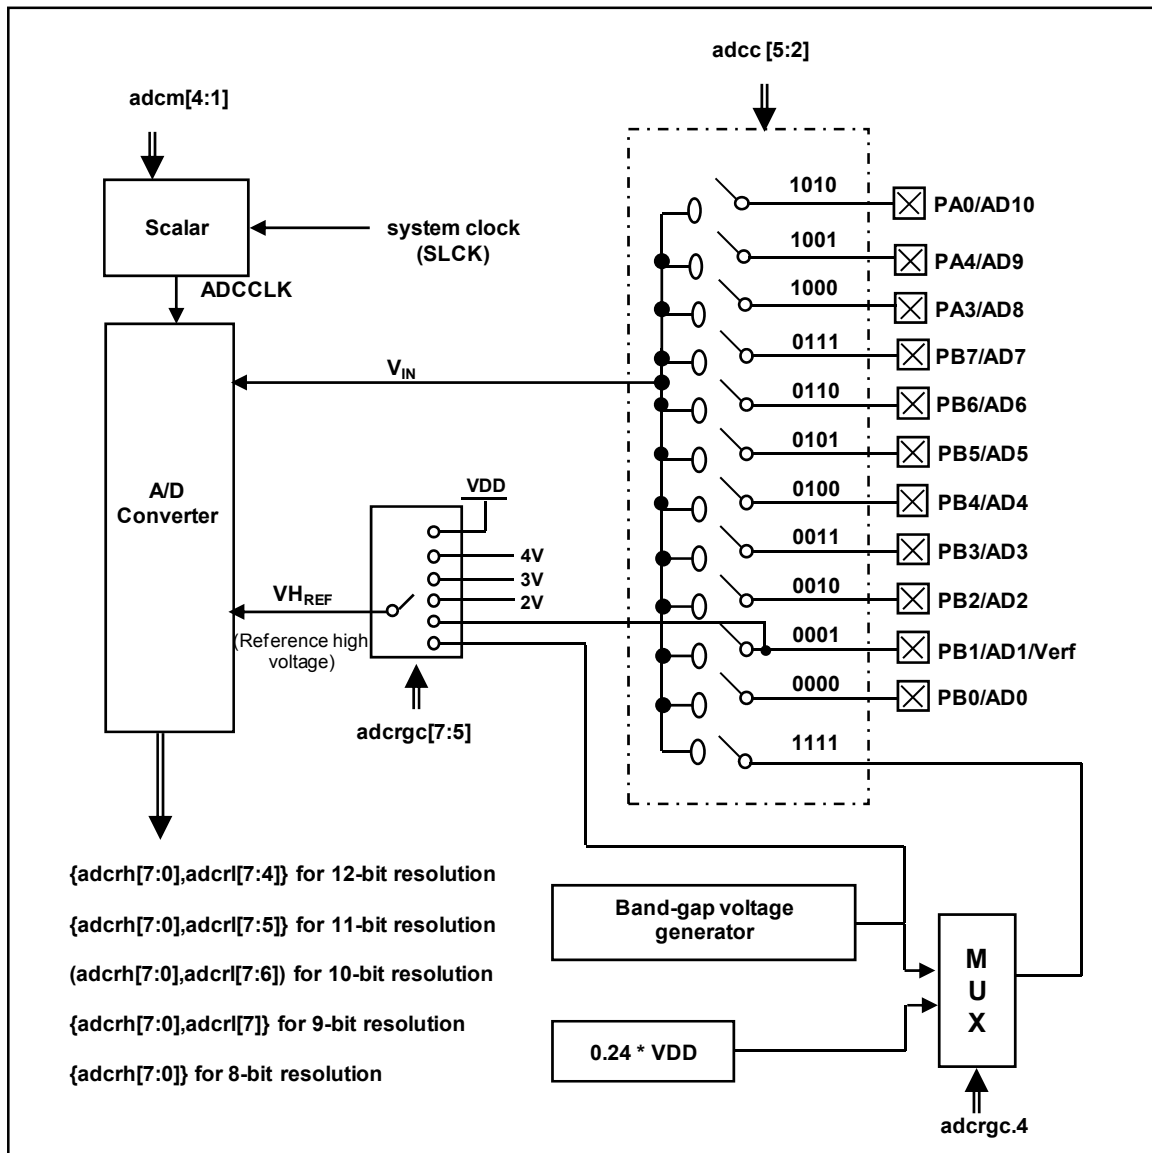 adcc [5:2]
adcm[4:1]
Scalar
system clock
(SLCK)
ADCCLK
1010
PA0/AD10
1001
PA4/AD9
1000
PA3/AD8
0111
PB7/AD7
VIN
0110
PB6/AD6
0101
PB5/AD5
A/D
Converter
VDD
0100
PB4/AD4
4V
0011
PB3/AD3
3V
VHREF
2V
0010
PB2/AD2
(Reference high
voltage)
0001
PB1/AD1/Verf
adcrgc[7:5]
0000
PB0/AD0
1111
{adcrh[7:0],adcrl[7:4]} for 12-bit resolution
{adcrh[7:0],adcrl[7:5]} for 11-bit resolution
(adcrh[7:0],adcrl[7:6]) for 10-bit resolution
{adcrh[7:0],adcrl[7]} for 9-bit resolution
{adcrh[7:0]} for 8-bit resolution
Band-gap voltage
generator
0.24 * VDD
M
U
X
adcrgc.4